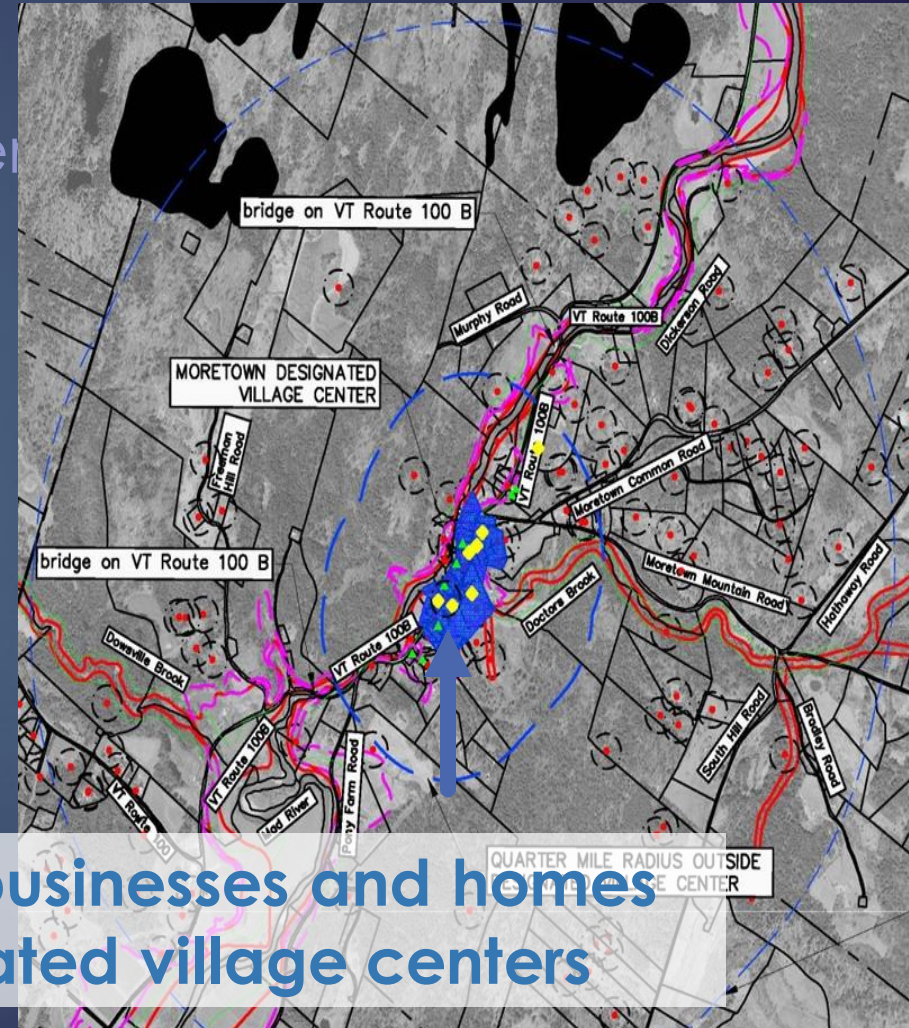 bridge on VT Route 100 B
Murphy Road
VT Route 100B
Dickerson Road
MORETOWN DESIGNATED
VILLAGE CENTER
Freeman
Hill Road
VT Route 100B
Moretown Common Road
bridge on VT Route 100 B
Moretown Mountain Road
Hathaway Road
Doctors Brook
Dowsville Brook
VT Route 100B
South Hill Road
Bradley Road
VT Route 100B
Mad River
Pony Farm Road
VT Route 100
QUARTER MILE RADIUS OUTSIDE
DESIGNATED VILLAGE CENTER
businesses and homes
village centers